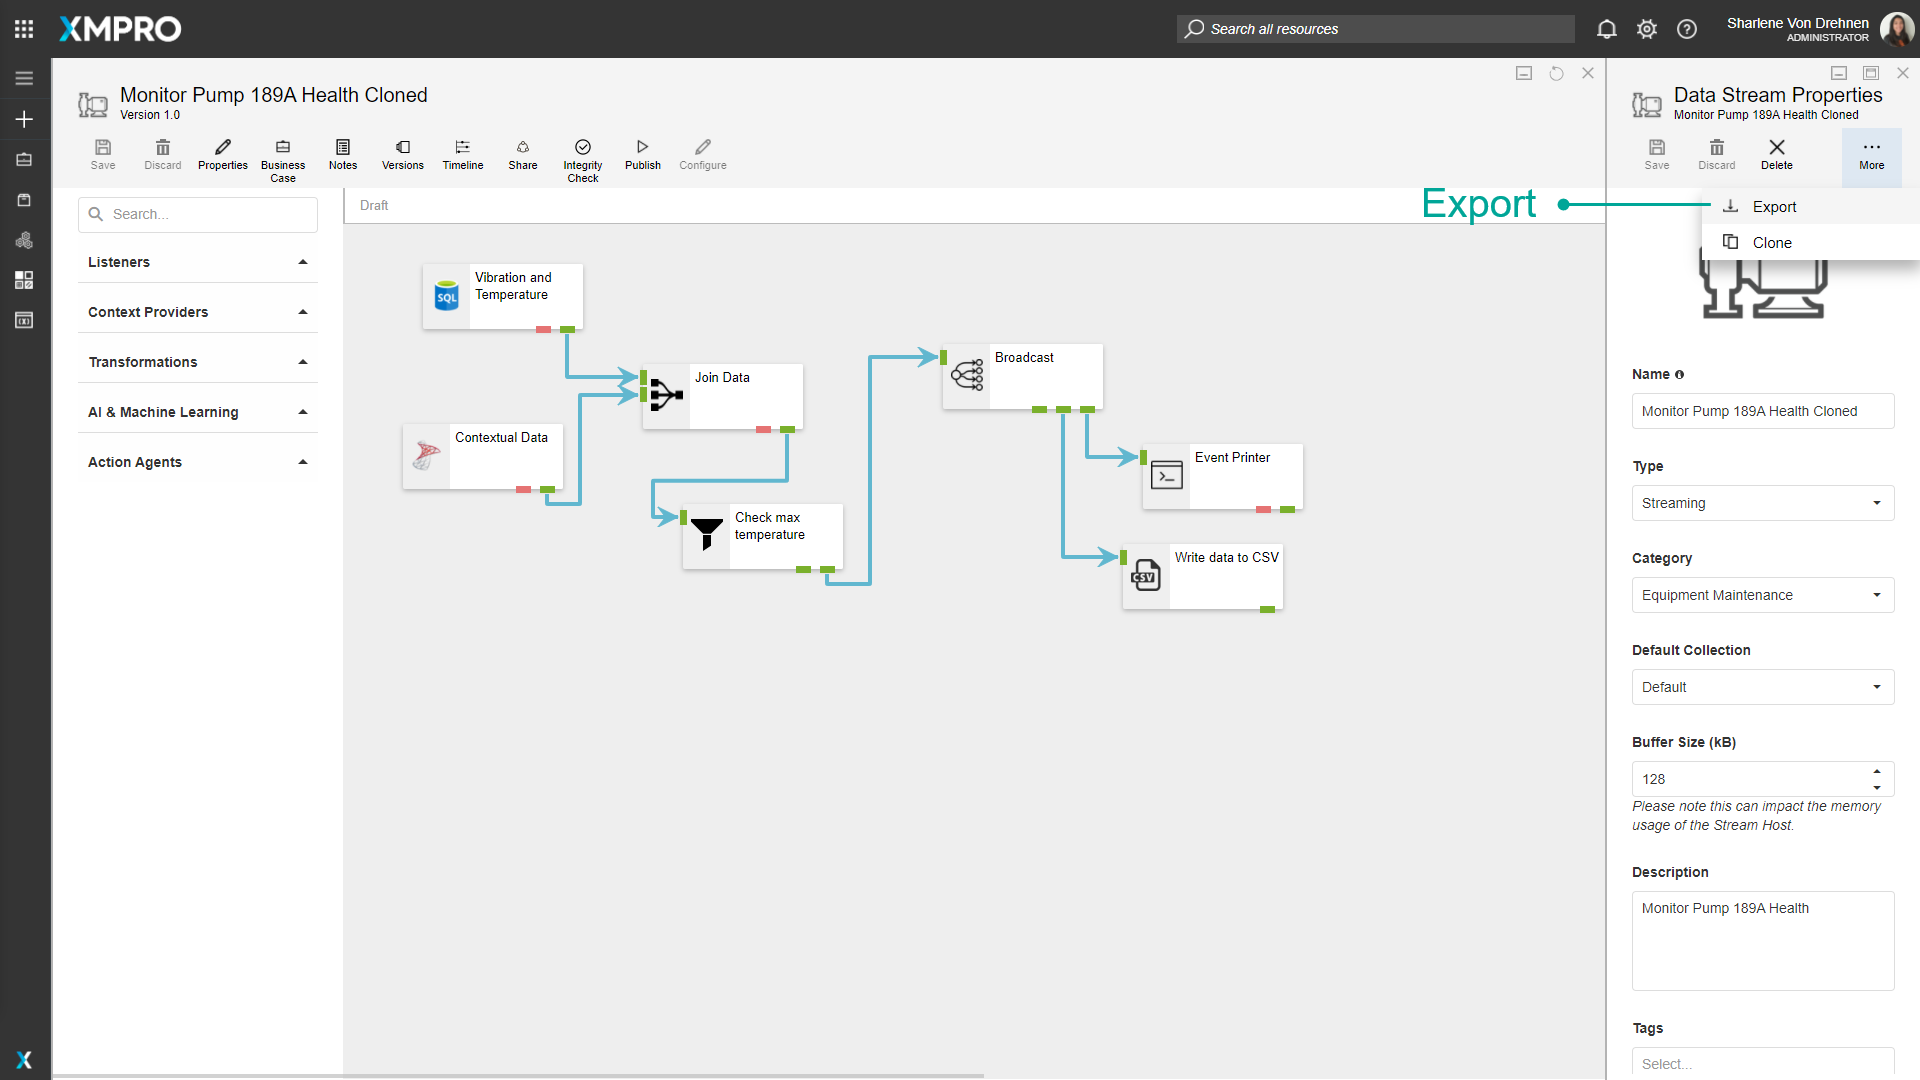 XMPRO
Search all resources
Sharlene Von Drehnen
ADMINISTRATOR
Monitor Pump 189A Health Cloned
Version 1.0
Save
Discard
Properties
Business
Case
Notes
Versions
Timeline
Share
Integrity
Check
Publish
Configure
Search...
Listeners
Context Providers
Transformations
AI & Machine Learning
Action Agents
Draft
Vibration and
Temperature
SQL
Join Data
Contextual Data
Check max
temperature
Broadcast
Event Printer
Write data to CSV
CSV
Export
Data Stream Properties
Monitor Pump 189A Health Cloned
Save
Discard
Delete
More
Export
Clone
Name
Monitor Pump 189A Health Cloned
Type
Streaming
Category
Equipment Maintenance
Default Collection
Default
Buffer Size (kB)
128
Please note this can impact the memory
usage of the Stream Host.
Description
Monitor Pump 189A Health
Tags
Select...